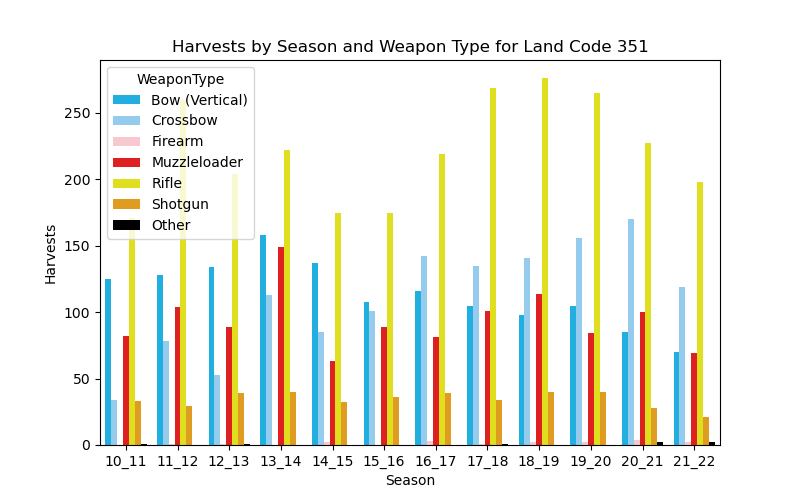 Harvests by Season and Weapon Type for Land Code 351
WeaponType
Bow (Vertical)
Crossbow
Firearm
Muzzleloader
Rifle
Shotgun
Other
250
200
150
100
50
0
Harvests
10_11 11_12 12_13 13_14 14_15 15_16 16_17 17_18 18_19 19_20 20_21 21_22
Season